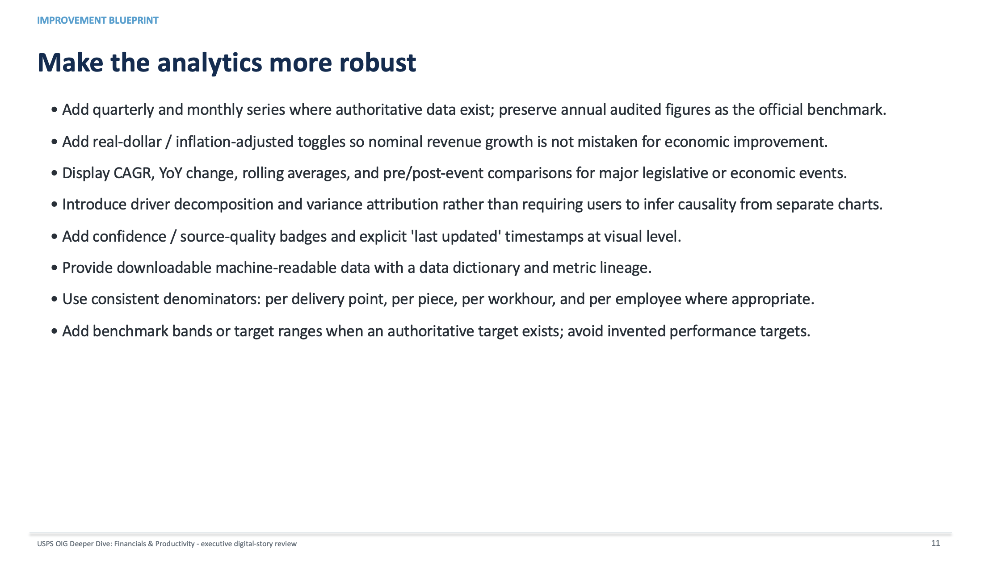 IMPROVEMENT BLUEPRINT
Make the analytics more robust
• Add quarterly and monthly series where authoritative data exist; preserve annual audited figures as the official benchmark.
• Add real-dollar / inflation-adjusted toggles so nominal revenue growth is not mistaken for economic improvement.
• Display CAGR, YoY change, rolling averages, and pre/post-event comparisons for major legislative or economic events.
• Introduce driver decomposition and variance attribution rather than requiring users to infer causality from separate charts.
• Add confidence / source-quality badges and explicit 'last updated' timestamps at visual level.
• Provide downloadable machine-readable data with a data dictionary and metric lineage.
• Use consistent denominators: per delivery point, per piece, per workhour, and per employee where appropriate.
• Add benchmark bands or target ranges when an authoritative target exists; avoid invented performance targets.
USPS OIG Deeper Dive: Financials & Productivity - executive digital-story review
11